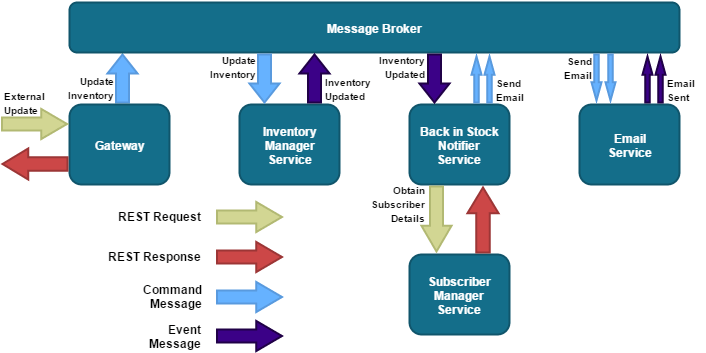 Message Broker
Update
Inventory
Update
Inventory
Inventory
Updated
Inventory
Updated
Send
Email
Send
Email
Email
Sent
External
Update
Gateway
Inventory
Manager
Service
Back in Stock
Notifier
Service
Email
Service
Obtain
Subscriber
Details
Subscriber
Manager
Service
REST Request
REST Response
Command
Message
Event
Message